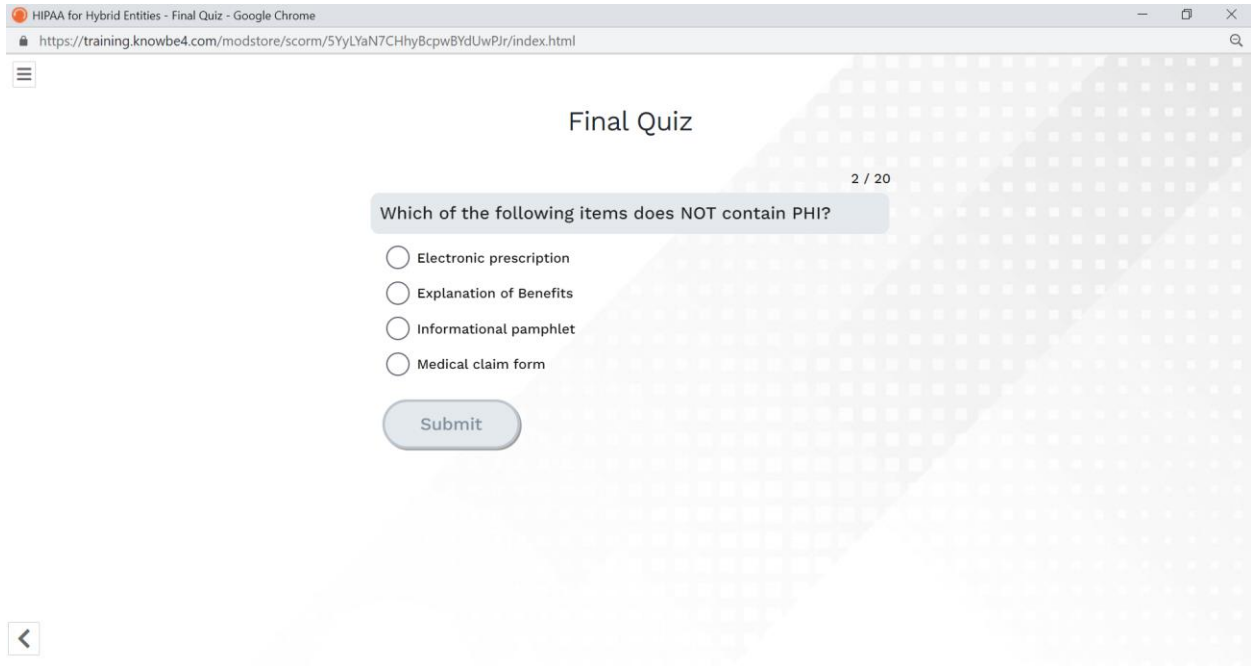 HIPAA for Hybrid Entities - Final Quiz - Google Chrome
https://training.knowbe4.com/modstore/scorm/5YyLYaN7CHhyBcpwBYdUwPJr/index.html
Final Quiz
2 / 20
Which of the following items does NOT contain PHI?
Electronic prescription
Explanation of Benefits
Informational pamphlet
Medical claim form
Submit